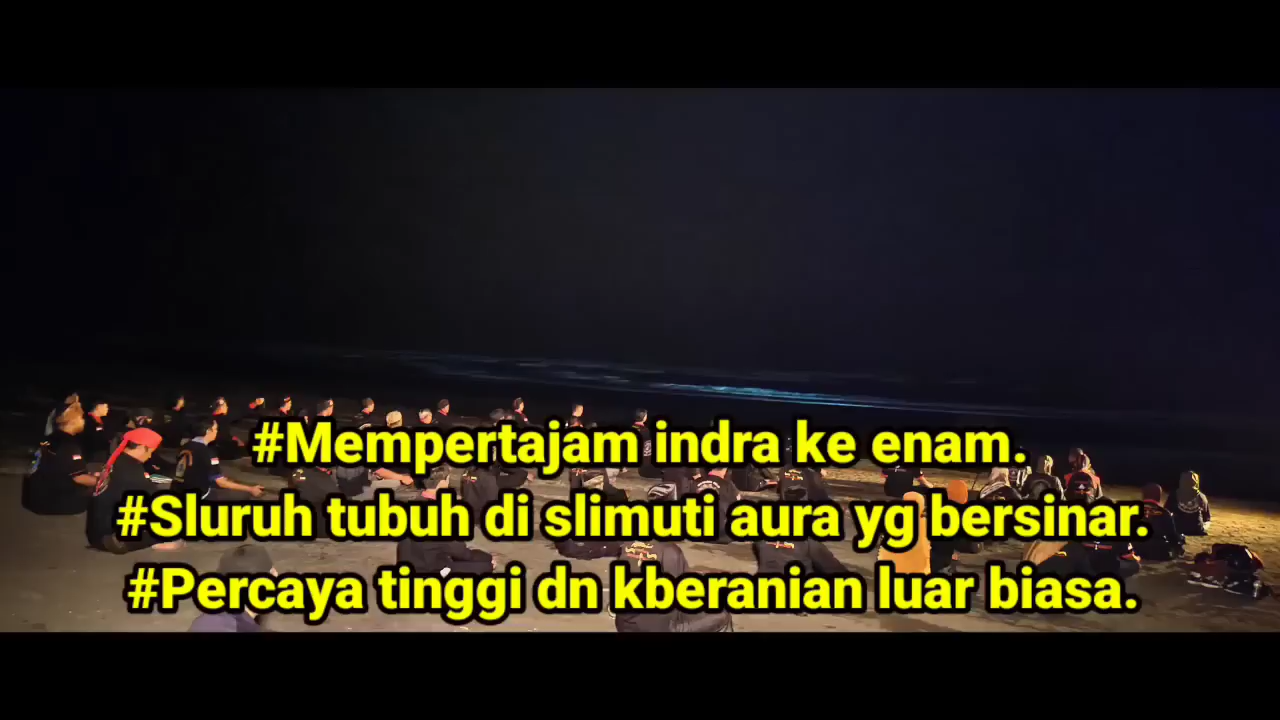 #Mempertajam indra ke enam.
#Sluruh tubuh di slimuti aura yg bersinar.
#Percaya tinggi dn kberanian luar biasa.